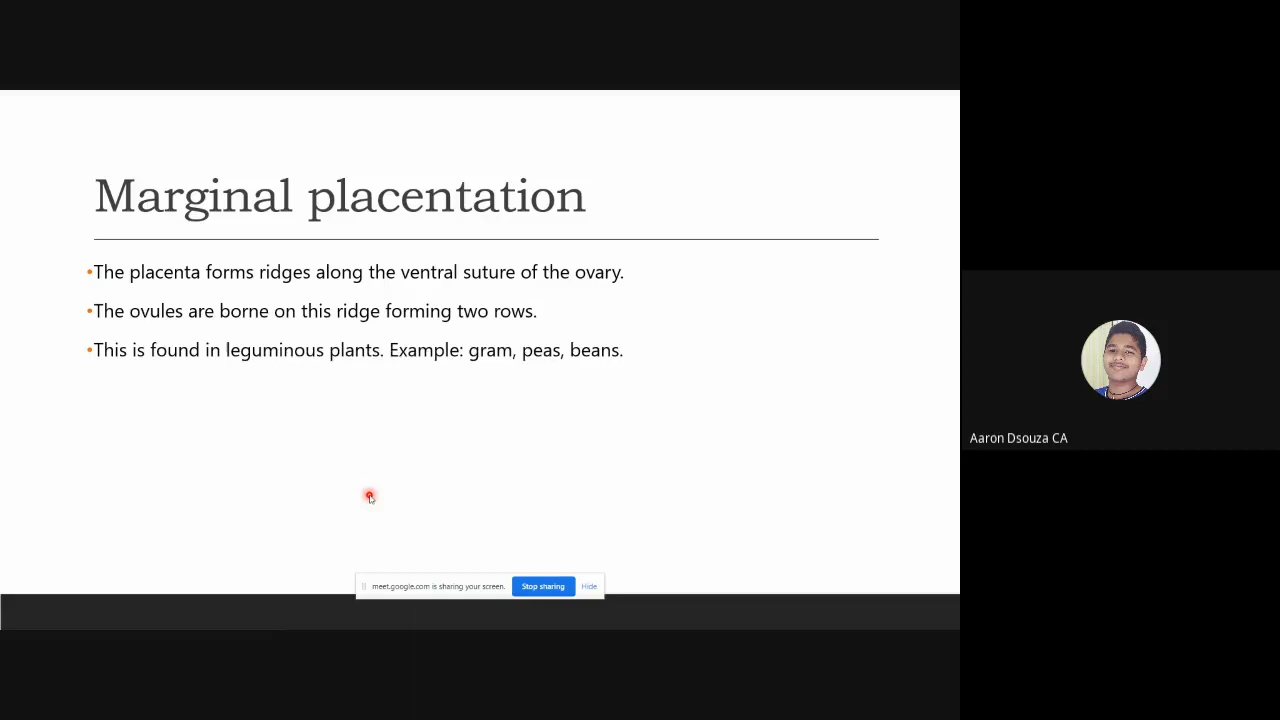 Marginal placentation
•The placenta forms ridges along the ventral suture of the ovary.
•The ovules are borne on this ridge forming two rows.
•This is found in leguminous plants. Example: gram, peas, beans.
Aaron Dsouza CA
meet.google.com is sharing your screen. Stop sharing Hide